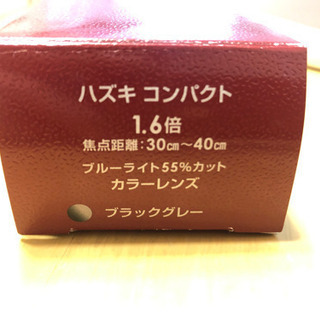 ハズキ コンパクト
1.6倍
焦点距離:30㎝～40㎝
ブルーライト55%カット
カラーレンズ
ブラックグレー